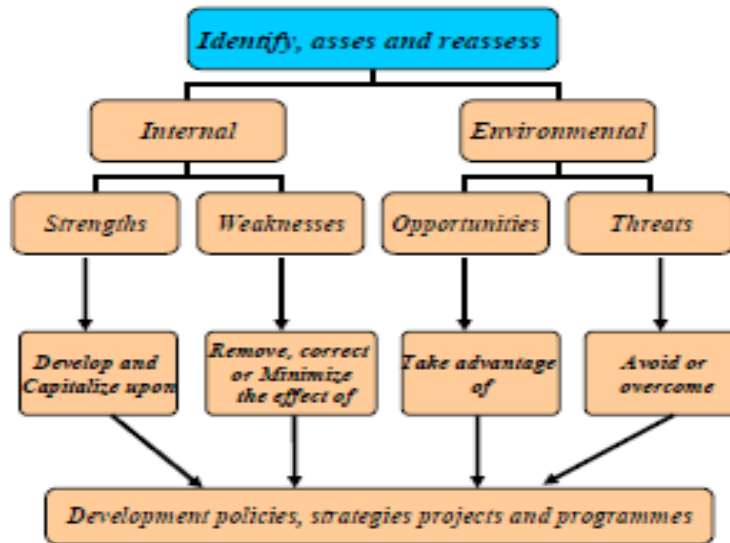 Identify, asses and reassess
Internal
Environmental
Strengths
Weaknesses
Opportunities
Threats
Develop and
Capitalize upon
Remove, correct
or Minimize
the effect of
Take advantage
of
Avoid or
overcome
Development policies, strategies projects and programmes